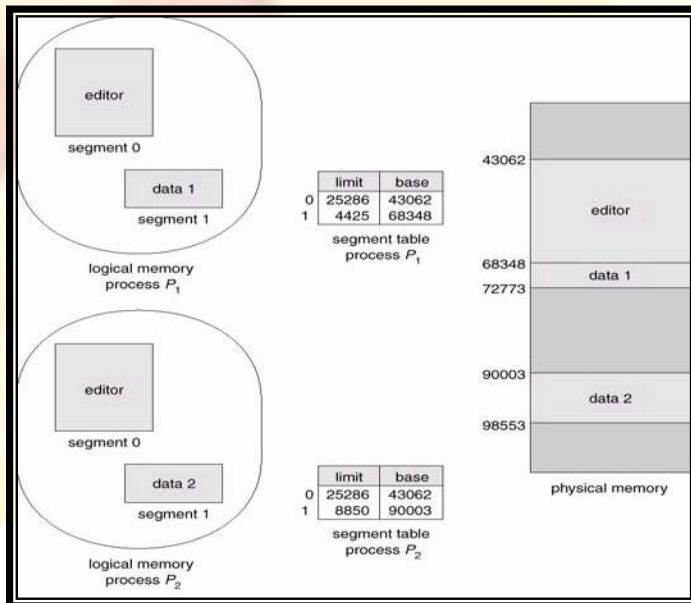 editor
segment 0
data 1
segment 1
logical memory
process P1
limit base
0 25286 43062
1 4425 68348
segment table
process P1
editor
segment 0
data 2
segment 1
logical memory
process P2
limit base
0 25286 43062
1 8850 90003
segment table
process P2
43062
editor
68348
data 1
72773
90003
data 2
98553
physical memory